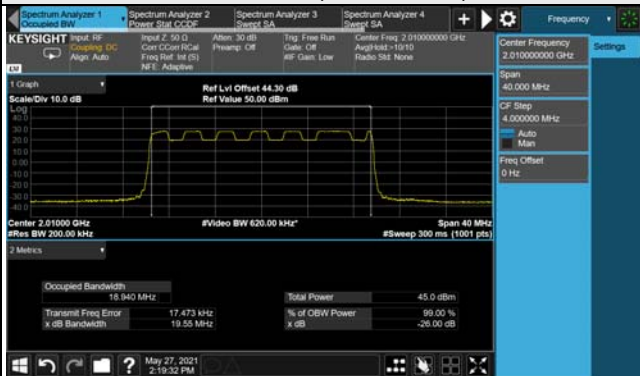 Spectrum Analyzer 1
Occupied BW
Spectrum Analyzer 2
Power Stat CCDF
Spectrum Analyzer 3
Swept SA
Spectrum Analyzer 4
Swept SA
Frequency
KEYSIGHT
Input: RF
Coupling: DC
Align: Auto
Input Z: 50 Ω
Corr CCorr RCal
Freq Ref: Int (S)
NFE: Adaptive
Atten: 30 dB
Preamp: Off
Trig: Free Run
Gate: Off
#IF Gain: Low
Center Freq: 2.010000000 GHz
Avg|Hold:>10/10
Radio Std: None
LXI
Center Frequency
2.010000000 GHz
Settings
Span
40.000 MHz
CF Step
4.000000 MHz
Auto
Man
Freq Offset
0 Hz
1 Graph
Scale/Div 10.0 dB
Ref Lvl Offset 44.30 dB
Ref Value 50.00 dBm
Log
40.0
30.0
20.0
10.0
0.00
-10.0
-20.0
-30.0
-40.0
Center 2.01000 GHz
#Res BW 200.00 kHz
#Video BW 620.00 kHz*
Span 40 MHz
#Sweep 300 ms (1001 pts)
2 Metrics
Occupied Bandwidth
18.940 MHz
Total Power 45.0 dBm
Transmit Freq Error 17.473 kHz
% of OBW Power 99.00 %
x dB Bandwidth 19.55 MHz
x dB -26.00 dB
May 27, 2021
2:19:32 PM